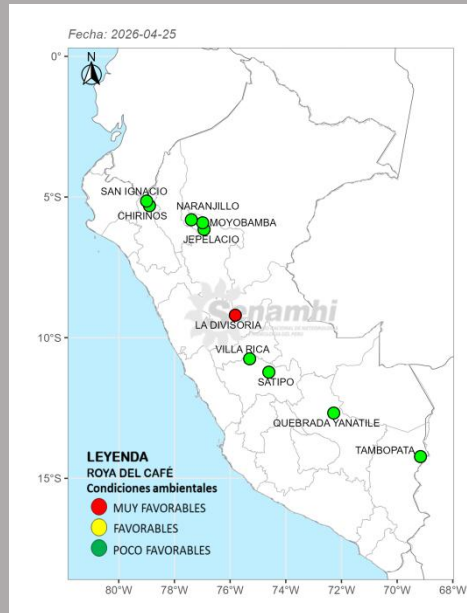 Fecha: 2026-04-25
N
0°
5°S
10°S
15°S
SAN IGNACIO
CHIRINOS
NARANJILLO
MOYOBAMBA
JEPELACIO
Senamhi
LA DIVISORIA
VILLA RICA
SATIPO
QUEBRADA YANATILE
TAMBOPATA
LEYENDA
ROYA DEL CAFÉ
Condiciones ambientales
MUY FAVORABLES
FAVORABLES
POCO FAVORABLES
80°W 78°W 76°W 74°W 72°W 70°W 68°W